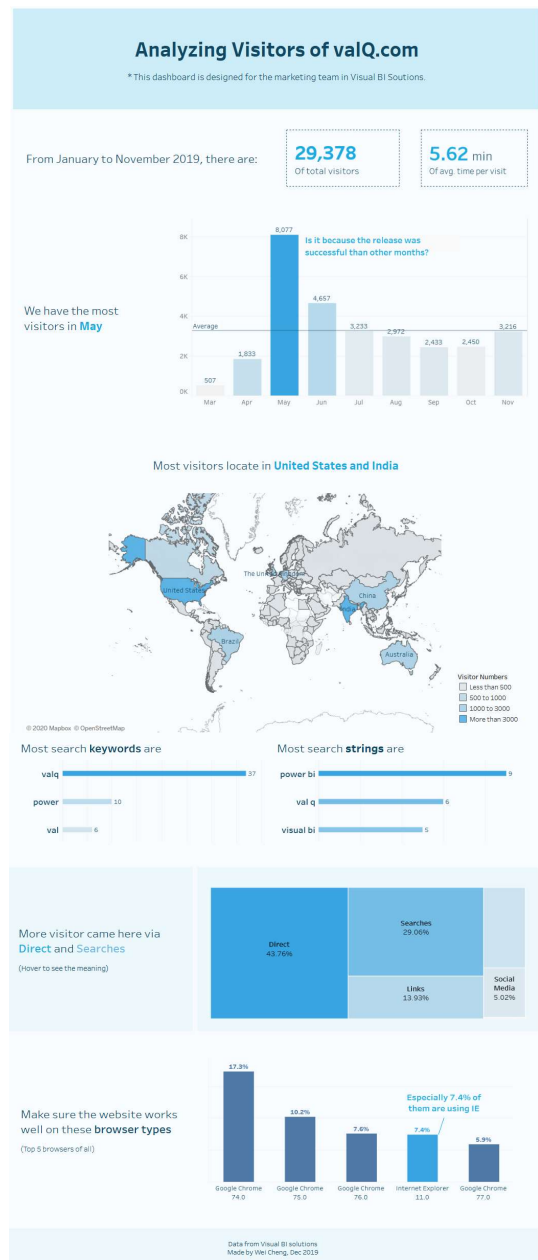 Analyzing Visitors of valQ.com
* This dashboard is designed for the marketing team in Visual BI Soutions.
From January to November 2019, there are:
29,378
Of total visitors
5.62 min
Of avg. time per visit
We have the most
visitors in May
8K
6K
4K
2K
0K
Average
Is it because the release was
successful than other months?
507
1,833
8,077
4,657
3,233
2,972
2,433
2,450
3,216
Mar
Apr
May
Jun
Jul
Aug
Sep
Oct
Nov
Most visitors locate in United States and India
United States
The United Kingdom
China
India
Brazil
Australia
Visitor Numbers
Less than 500
500 to 1000
1000 to 3000
More than 3000
© 2020 Mapbox © OpenStreetMap
Most search keywords are
valq 37
power 10
val 6
Most search strings are
power bi 9
val q 6
visual bi 5
More visitor came here via
Direct and Searches
(Hover to see the meaning)
Direct
43.76%
Searches
29.06%
Links
13.93%
Social
Media
5.02%
Make sure the website works
well on these browser types
(Top 5 browsers of all)
Especially 7.4% of
them are using IE
17.3%
10.2%
7.6%
7.4%
5.9%
Google Chrome
74.0
Google Chrome
75.0
Google Chrome
76.0
Internet Explorer
11.0
Google Chrome
77.0
Data from Visual BI solutions
Made by Wei Cheng, Dec 2019